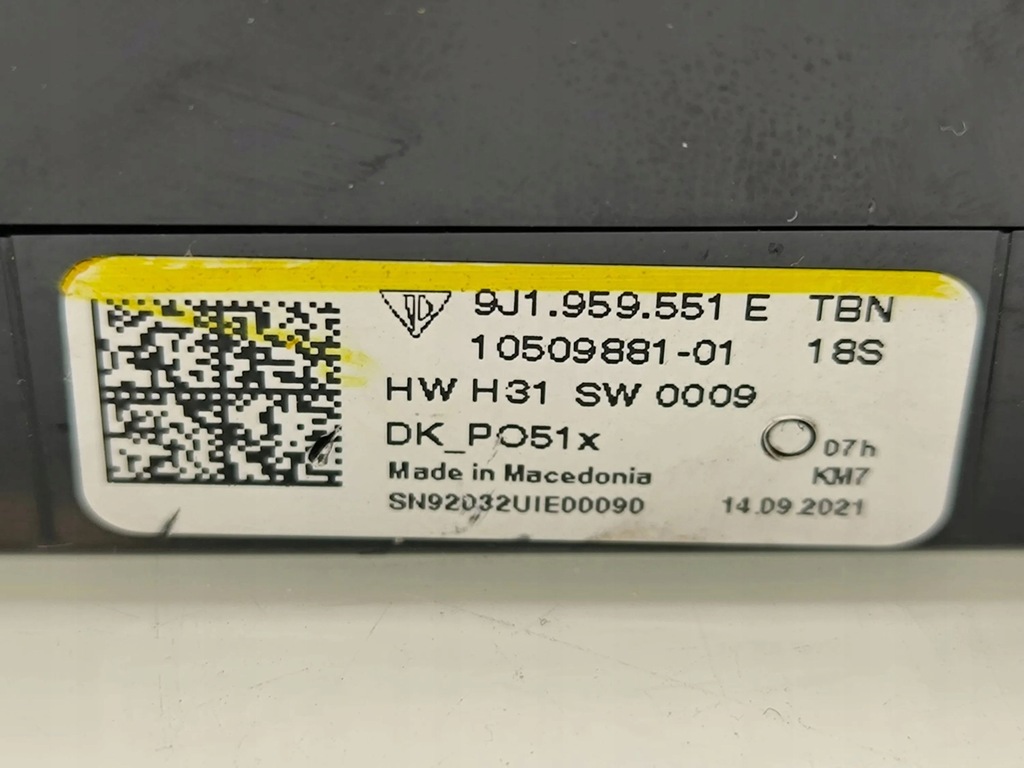 9J1.959.551 E TBN
10509881-01 18S
HW H31 SW 0009
DK_PO51x
07h
Made in Macedonia KM7
SN92032UIE00090 14.09.2021